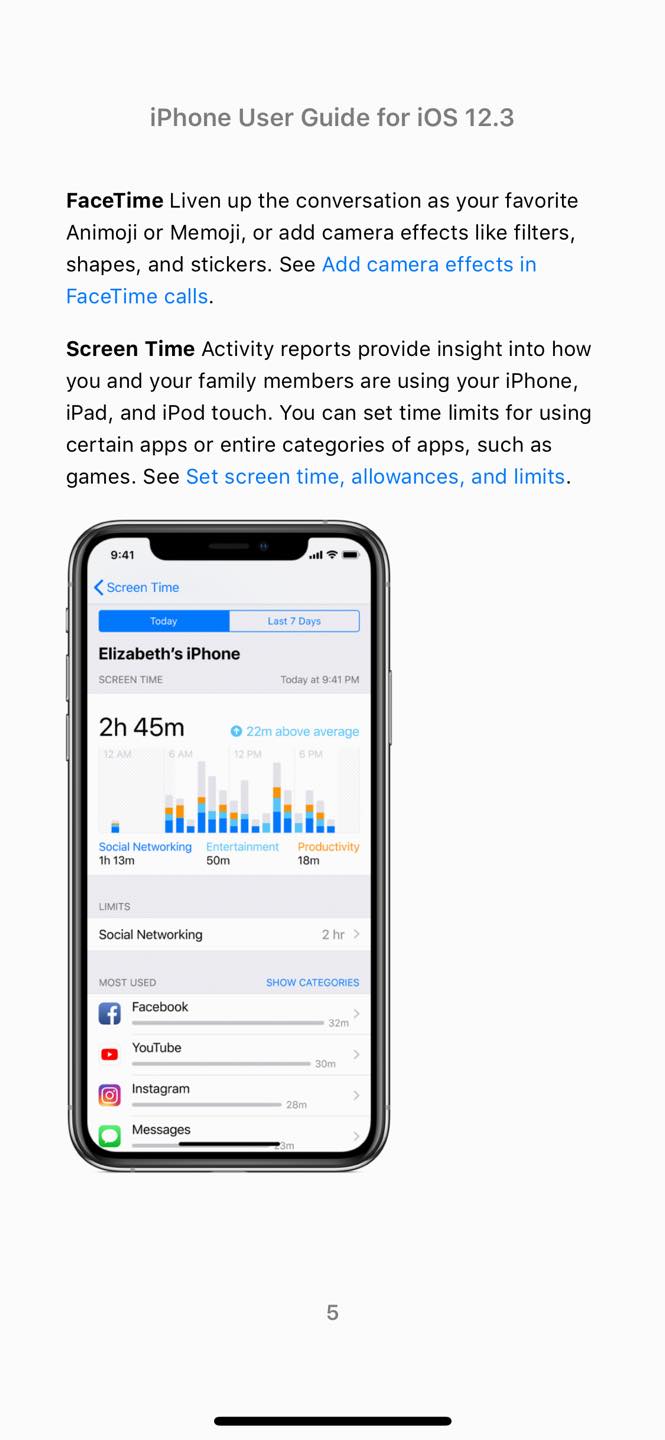 iPhone User Guide for iOS 12.3
FaceTime Liven up the conversation as your favorite
Animoji or Memoji, or add camera effects like filters,
shapes, and stickers. See Add camera effects in
FaceTime calls.
Screen Time Activity reports provide insight into how
you and your family members are using your iPhone,
iPad, and iPod touch. You can set time limits for using
certain apps or entire categories of apps, such as
games. See Set screen time, allowances, and limits.
9:41
Screen Time
Today Last 7 Days
Elizabeth's iPhone
SCREEN TIME Today at 9:41 PM
2h 45m 22m above average
12 AM 6 AM 12 PM 6 PM
Social Networking Entertainment Productivity
1h 13m 50m 18m
LIMITS
Social Networking 2 hr
MOST USED SHOW CATEGORIES
Facebook
32m
YouTube
30m
Instagram
28m
Messages
23m
5